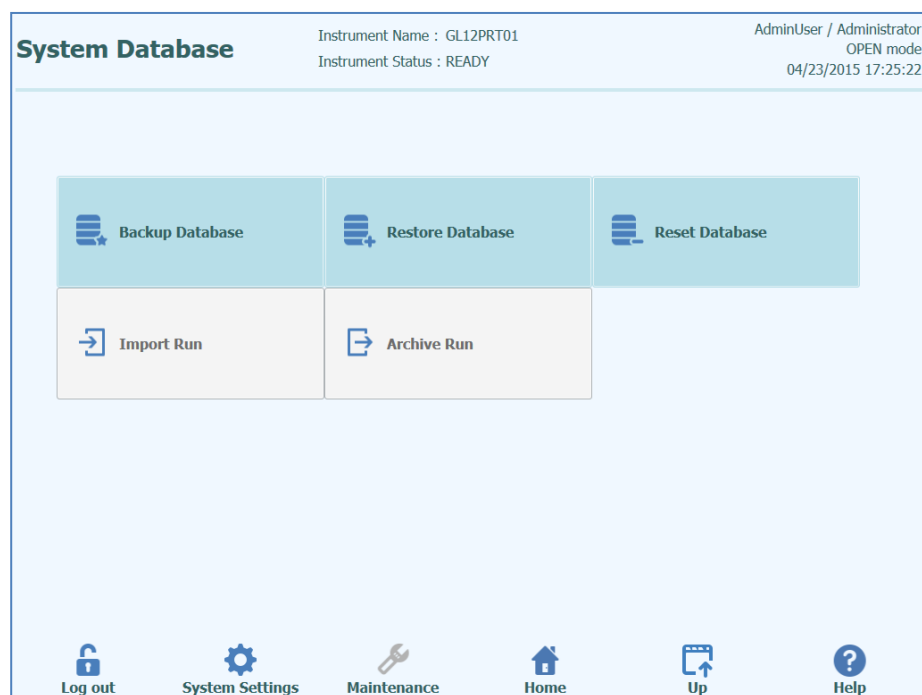 System Database
Instrument Name : GL12PRT01
Instrument Status : READY
AdminUser / Administrator
OPEN mode
04/23/2015 17:25:22
Backup Database
Restore Database
Reset Database
Import Run
Archive Run
Log out
System Settings
Maintenance
Home
Up
Help